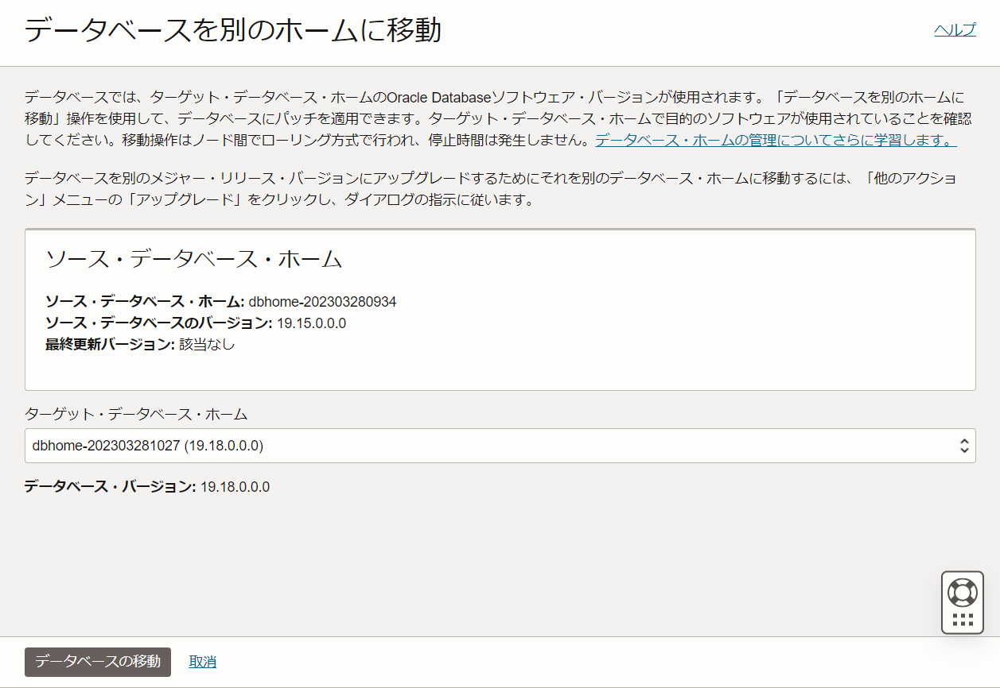 データベースを別のホームに移動
ヘルプ
データベースでは、ターゲット・データベース・ホームのOracle Databaseソフトウェア・バージョンが使用されます。「データベースを別のホームに
移動」操作を使用して、データベースにパッチを適用できます。ターゲット・データベース・ホームで目的のソフトウェアが使用されていることを確認
してください。移動操作はノード間でローリング方式で行われ、停止時間は発生しません。データベース・ホームの管理についてさらに学習します。
データベースを別のメジャー・リリース・バージョンにアップグレードするためにそれを別のデータベース・ホームに移動するには、「他のアクショ
ン」メニューの「アップグレード」をクリックし、ダイアログの指示に従います。
ソース・データベース・ホーム
ソース・データベース・ホーム: dbhome-202303280934
ソース・データベースのバージョン: 19.15.0.0.0
最終更新バージョン: 該当なし
ターゲット・データベース・ホーム
dbhome-202303281027 (19.18.0.0.0)
データベース・バージョン: 19.18.0.0.0
データベースの移動
取消